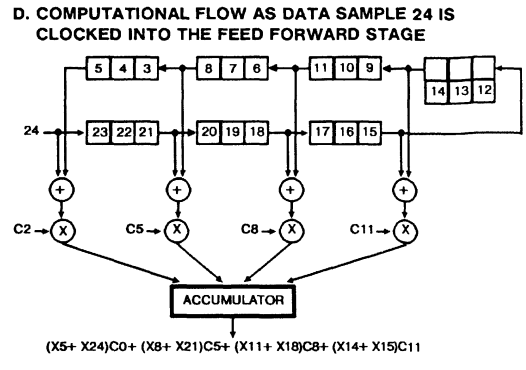 D. COMPUTATIONAL FLOW AS DATA SAMPLE 24 IS
CLOCKED INTO THE FEED FORWARD STAGE
5 4 3 8 7 6 11 10 9
14 13 12
24 23 22 21 20 19 18 17 16 15
+ + + +
C2 X C5 X C8 X C11 X
ACCUMULATOR
(X5+ X24)C0+ (X8+ X21)C5+ (X11+ X18)C8+ (X14+ X15)C11